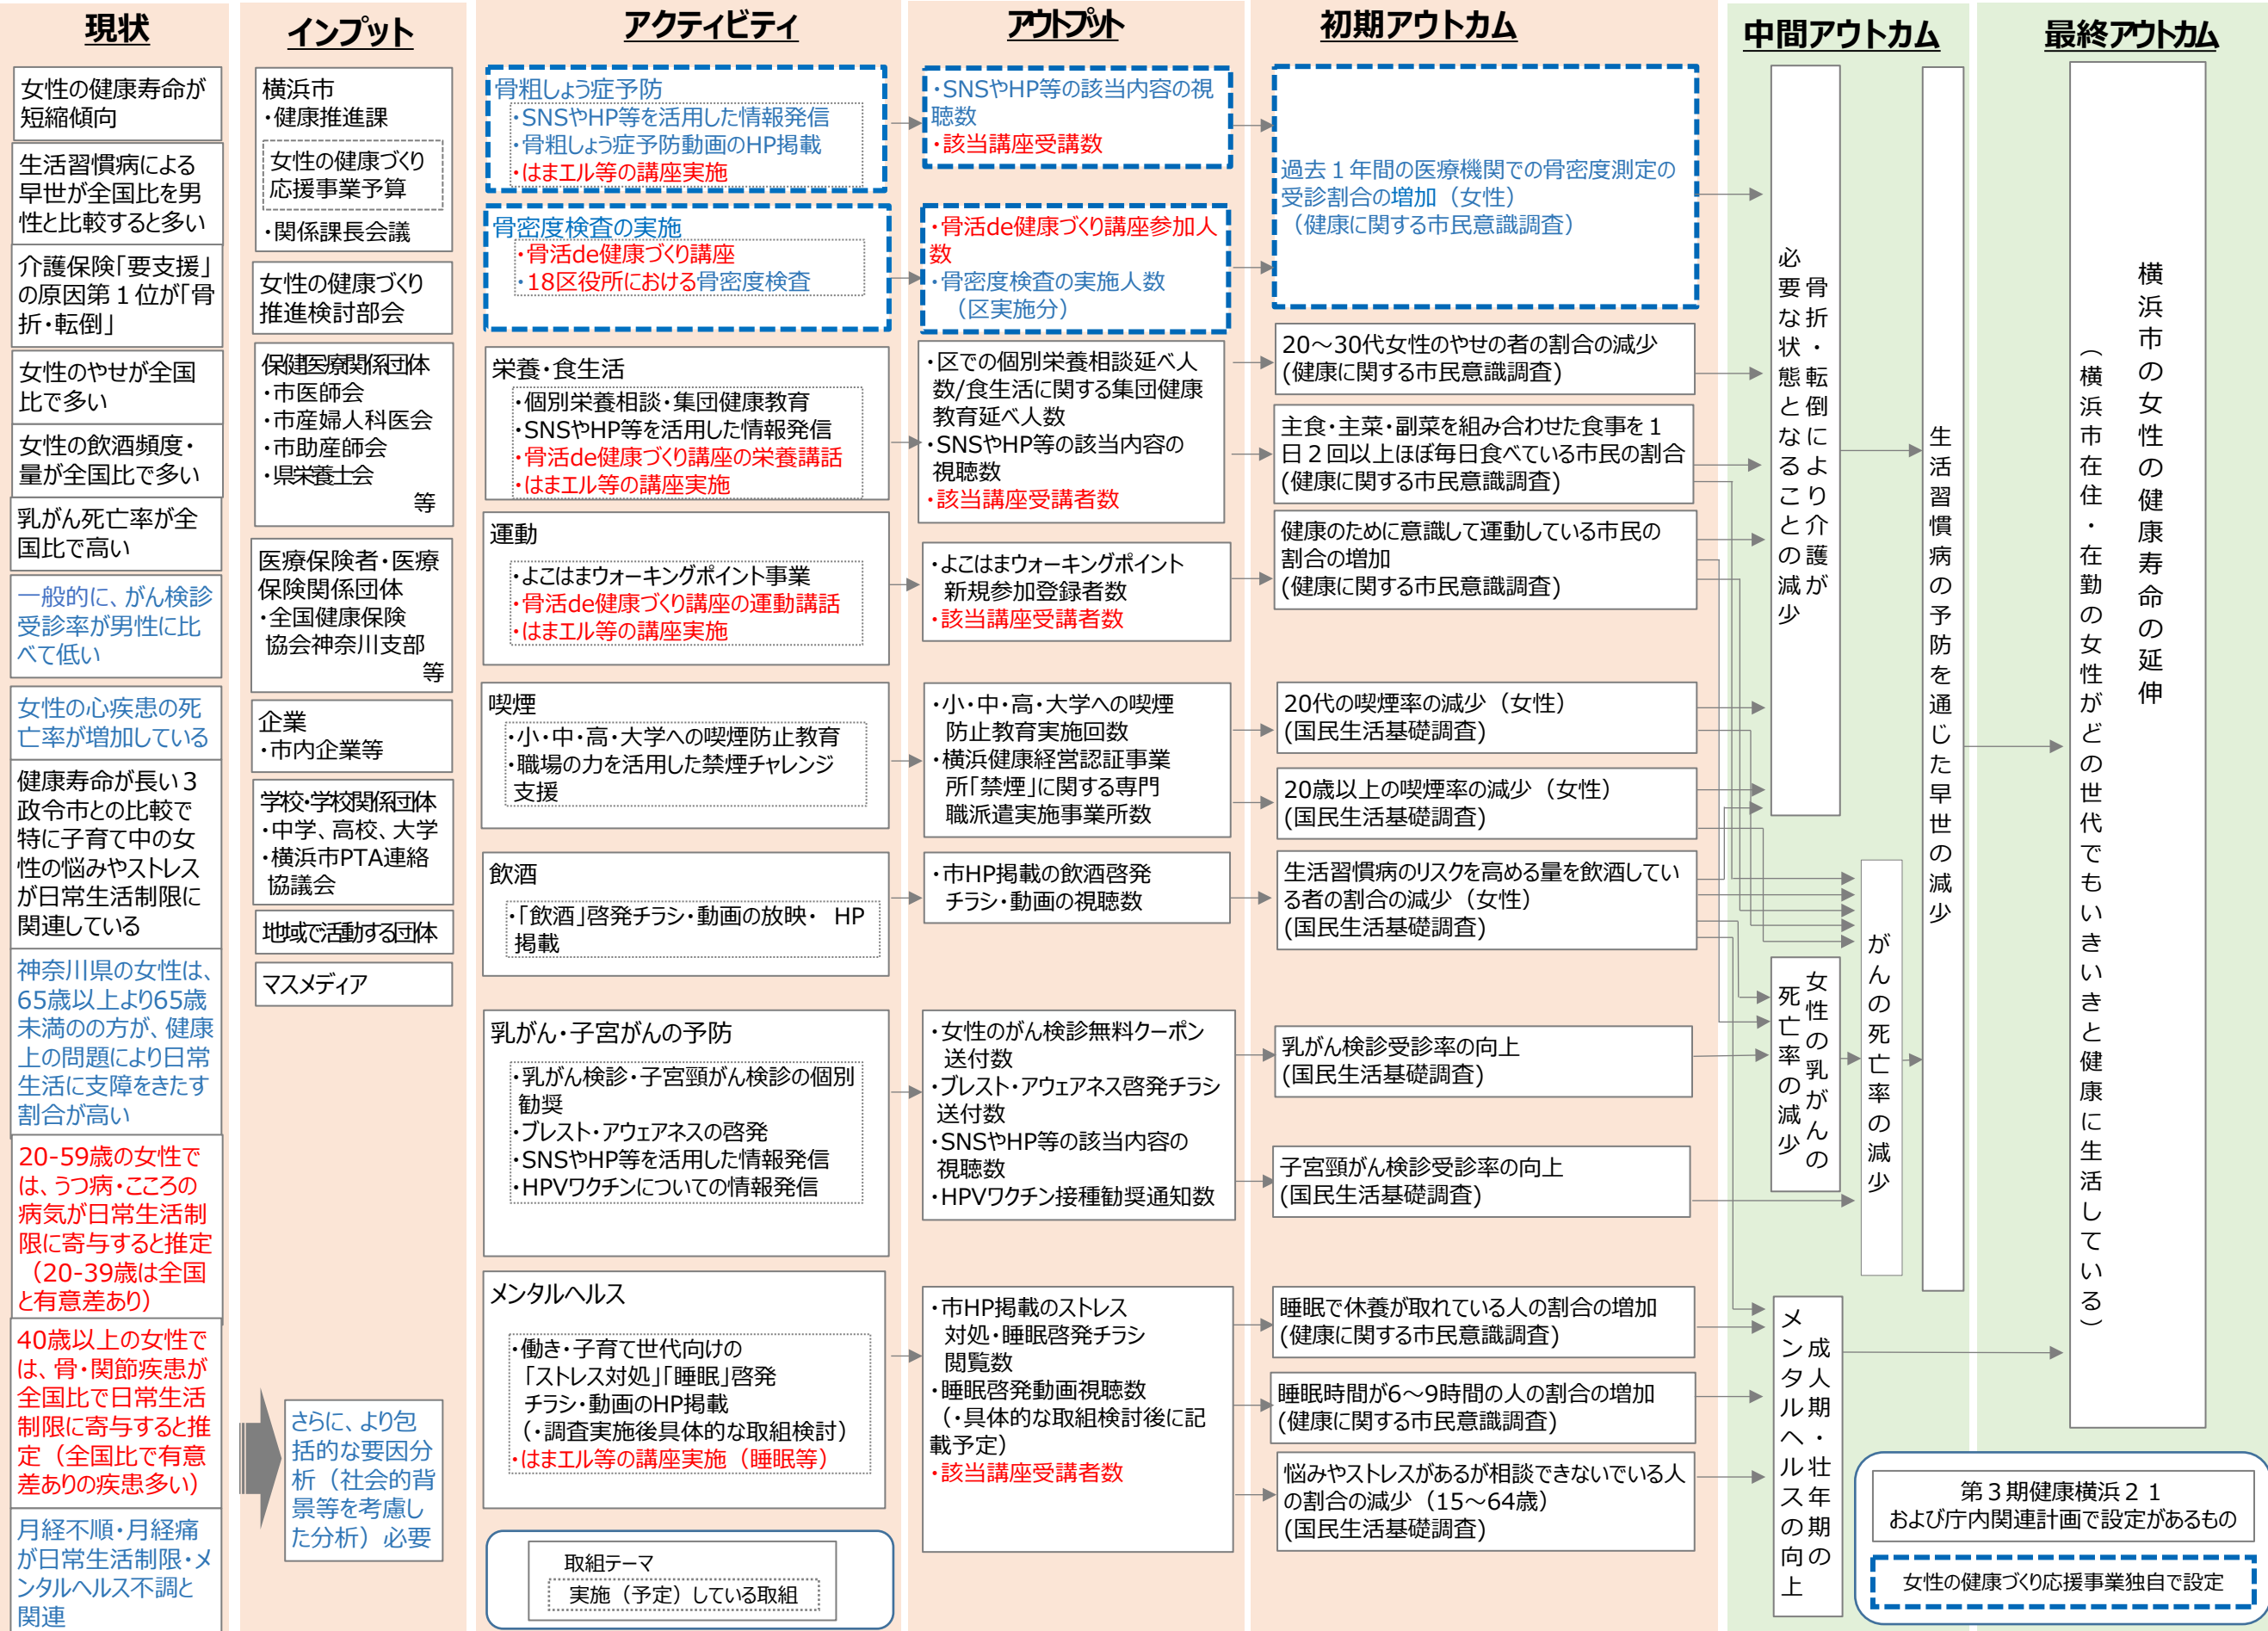 現状
女性の健康寿命が
短縮傾向
生活習慣病による
早世が全国比を男
性と比較すると多い
介護保険「要支援」
の原因第１位が「骨
折・転倒」
女性のやせが全国
比で多い
女性の飲酒頻度・
量が全国比で多い
乳がん死亡率が全
国比で高い
一般的に、がん検診
受診率が男性に比
べて低い
女性の心疾患の死
亡率が増加している
健康寿命が長い３
政令市との比較で
特に子育て中の女
性の悩みやストレス
が日常生活制限に
関連している
神奈川県の女性は、
65歳以上より65歳
未満のの方が、健康
上の問題により日常
生活に支障をきたす
割合が高い
20-59歳の女性で
は、うつ病・こころの
病気が日常生活制
限に寄与すると推定
（20-39歳は全国
と有意差あり）
40歳以上の女性で
は、骨・関節疾患が
全国比で日常生活
制限に寄与すると推
定（全国比で有意
差ありの疾患多い）
月経不順・月経痛
が日常生活制限・メ
ンタルヘルス不調と
関連
インプット
横浜市
・健康推進課
女性の健康づくり
応援事業予算
・関係課長会議
女性の健康づくり
推進検討部会
保健医療関係団体
・市医師会
・市産婦人科医会
・市助産師会
・県栄養士会
等
医療保険者・医療
保険関係団体
・全国健康保険
協会神奈川支部
等
企業
・市内企業等
学校・学校関係団体
・中学、高校、大学
・横浜市PTA連絡
協議会
地域で活動する団体
マスメディア
さらに、より包
括的な要因分
析（社会的背
景等を考慮し
た分析）必要
アクティビティ
骨粗しょう症予防
・SNSやHP等を活用した情報発信
・骨粗しょう症予防動画のHP掲載
・はまエル等の講座実施
骨密度検査の実施
・骨活de健康づくり講座
・18区役所における骨密度検査
栄養・食生活
・個別栄養相談・集団健康教育
・SNSやHP等を活用した情報発信
・骨活de健康づくり講座の栄養講話
・はまエル等の講座実施
運動
・よこはまウォーキングポイント事業
・骨活de健康づくり講座の運動講話
・はまエル等の講座実施
喫煙
・小・中・高・大学への喫煙防止教育
・職場の力を活用した禁煙チャレンジ
支援
飲酒
・「飲酒」啓発チラシ・動画の放映・　HP
掲載
乳がん・子宮がんの予防
・乳がん検診・子宮頸がん検診の個別
勧奨
・ブレスト・アウェアネスの啓発
・SNSやHP等を活用した情報発信
・HPVワクチンについての情報発信
メンタルヘルス
・働き・子育て世代向けの
「ストレス対処」「睡眠」啓発
チラシ・動画のHP掲載
（・調査実施後具体的な取組検討）
・はまエル等の講座実施（睡眠等）
取組テーマ
実施（予定）している取組
アウトプット
・SNSやHP等の該当内容の視
聴数
・該当講座受講数
・骨活de健康づくり講座参加人
数
・骨密度検査の実施人数
（区実施分）
・区での個別栄養相談延べ人
数/食生活に関する集団健康
教育延べ人数
・SNSやHP等の該当内容の
視聴数
・該当講座受講者数
・よこはまウォーキングポイント
新規参加登録者数
・該当講座受講者数
・小・中・高・大学への喫煙
防止教育実施回数
・横浜健康経営認証事業
所「禁煙」に関する専門
職派遣実施事業所数
・市HP掲載の飲酒啓発
チラシ・動画の視聴数
・女性のがん検診無料クーポン
送付数
・ブレスト・アウェアネス啓発チラシ
送付数
・SNSやHP等の該当内容の
視聴数
・HPVワクチン接種勧奨通知数
・市HP掲載のストレス
対処・睡眠啓発チラシ
閲覧数
・睡眠啓発動画視聴数
（・具体的な取組検討後に記
載予定）
・該当講座受講者数
初期アウトカム
過去１年間の医療機関での骨密度測定の
受診割合の増加（女性）
（健康に関する市民意識調査）
20～30代女性のやせの者の割合の減少
(健康に関する市民意識調査)
主食・主菜・副菜を組み合わせた食事を１
日２回以上ほぼ毎日食べている市民の割合
(健康に関する市民意識調査)
健康のために意識して運動している市民の
割合の増加
(健康に関する市民意識調査)
20代の喫煙率の減少（女性）
(国民生活基礎調査)
20歳以上の喫煙率の減少（女性）
(国民生活基礎調査)
生活習慣病のリスクを高める量を飲酒してい
る者の割合の減少（女性）
(国民生活基礎調査)
乳がん検診受診率の向上
(国民生活基礎調査)
子宮頸がん検診受診率の向上
(国民生活基礎調査)
睡眠で休養が取れている人の割合の増加
(健康に関する市民意識調査)
睡眠時間が6～9時間の人の割合の増加
(健康に関する市民意識調査)
悩みやストレスがあるが相談できないでいる人
の割合の減少（15～64歳）
(国民生活基礎調査)
中間アウトカム
骨折・転倒により介護が
必要な状態となることの減少
女性の乳がんの
死亡率の減少
がんの死亡率の減少
生活習慣病の予防を通じた早世の減少
成人期・壮年期の
メンタルヘルスの向上
最終アウトカム
横浜市の女性の健康寿命の延伸
（横浜市在住・在勤の女性がどの世代でもいきいきと健康に生活している）
第３期健康横浜２１
および庁内関連計画で設定があるもの
女性の健康づくり応援事業独自で設定